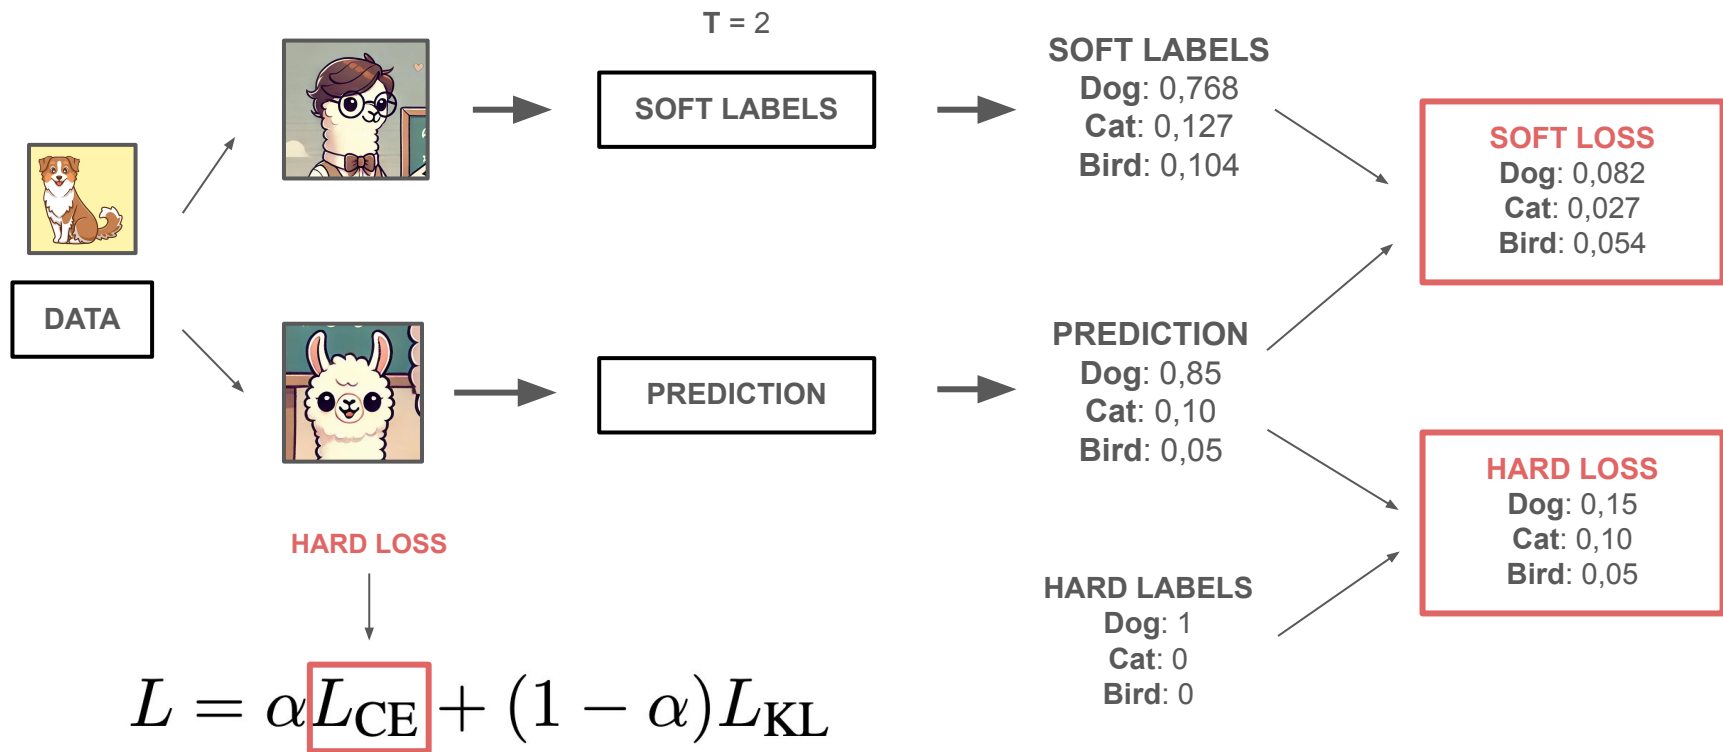 T = 2
SOFT LABELS
SOFT LABELS
Dog: 0,768
Cat: 0,127
Bird: 0,104
SOFT LOSS
Dog: 0,082
Cat: 0,027
Bird: 0,054
DATA
PREDICTION
PREDICTION
Dog: 0,85
Cat: 0,10
Bird: 0,05
HARD LOSS
Dog: 0,15
Cat: 0,10
Bird: 0,05
HARD LABELS
Dog: 1
Cat: 0
Bird: 0
HARD LOSS
L = αL_CE + (1 − α)L_KL